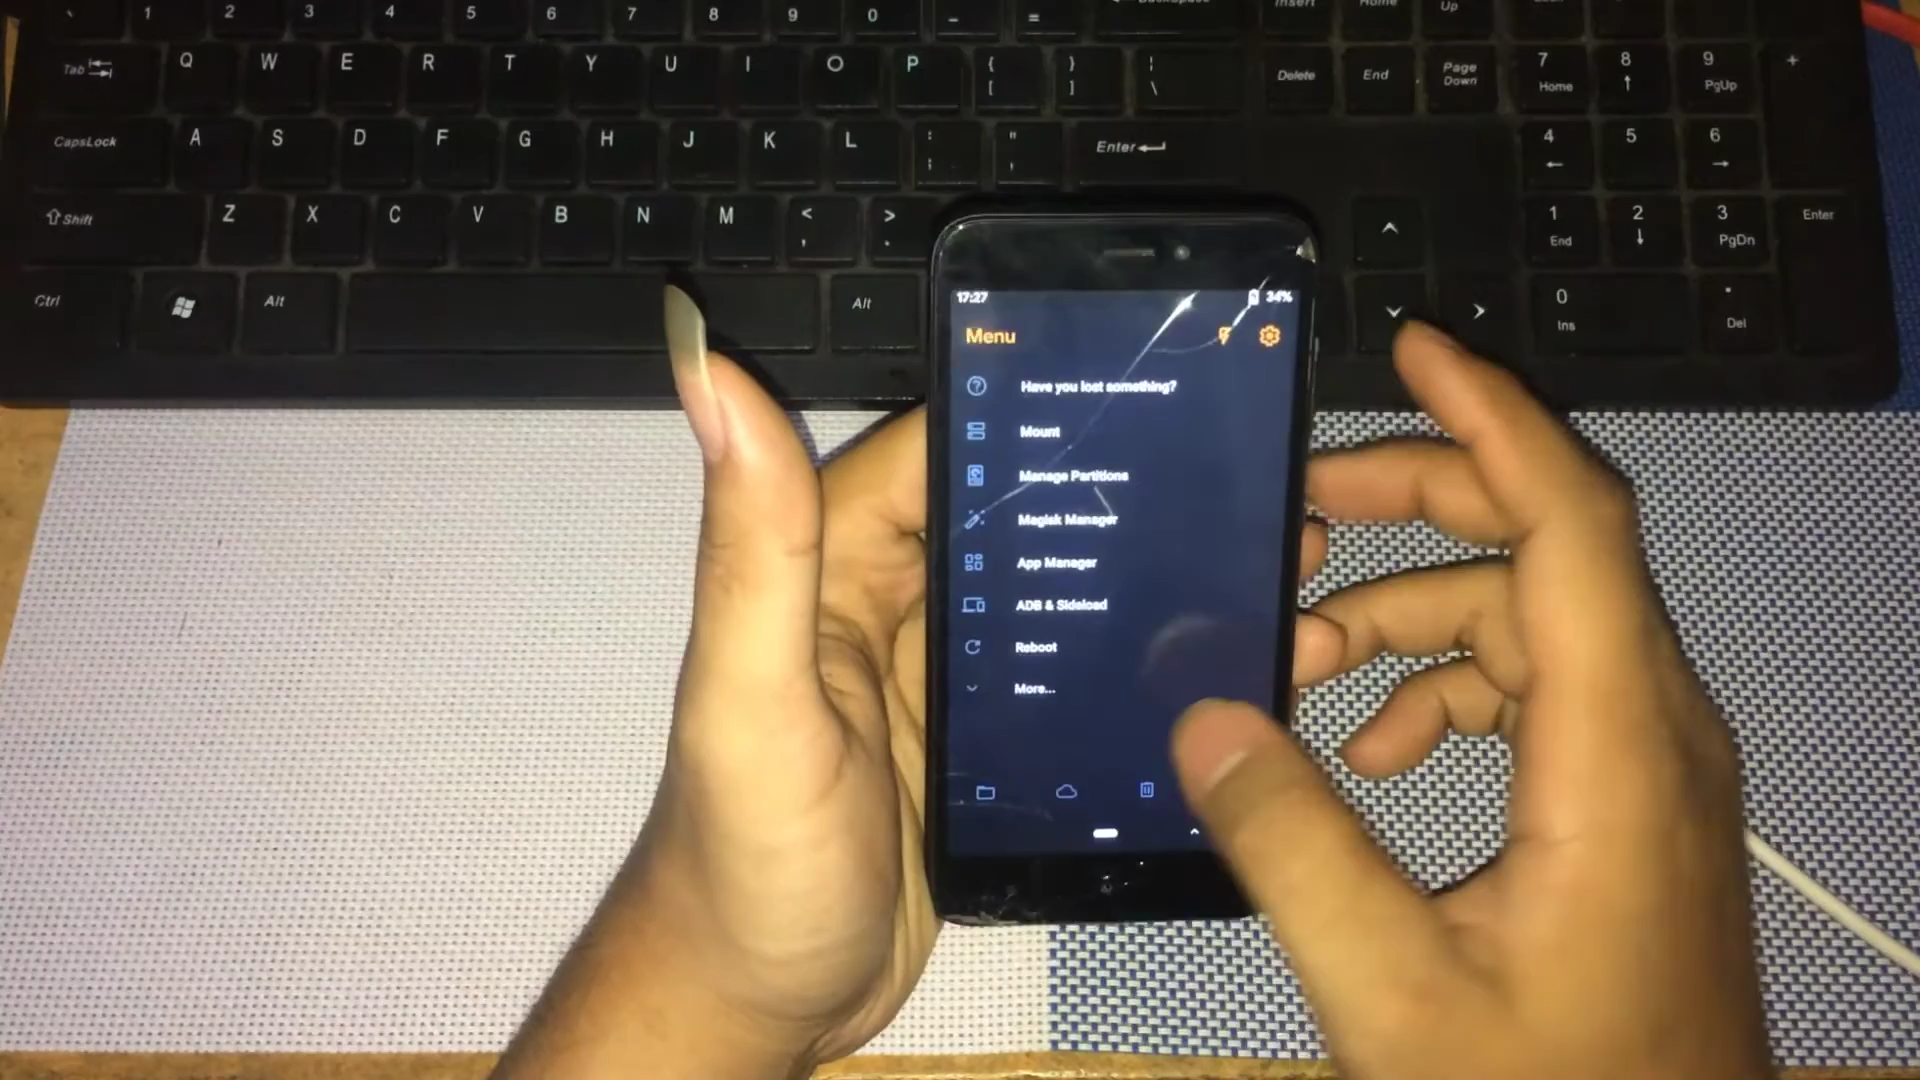 ` 1 2 3 4 5 6 7 8 9 0 _ = Insert Home Up
Tab Q W E R T Y U I O P { [ } ] ¦ \ Delete End Page Down 7 Home 8 ↑ 9 PgUp +
CapsLock A S D F G H J K L : ; " , Enter 4 ← 5 6 →
Shift Z X C V B N M < , > . 1 End 2 ↓ 3 PgDn Enter
Ctrl Alt Alt 0 Ins . Del
17:27 34%
Menu
Have you lost something?
Mount
Manage Partitions
Magisk Manager
App Manager
ADB & Sideload
Reboot
More...